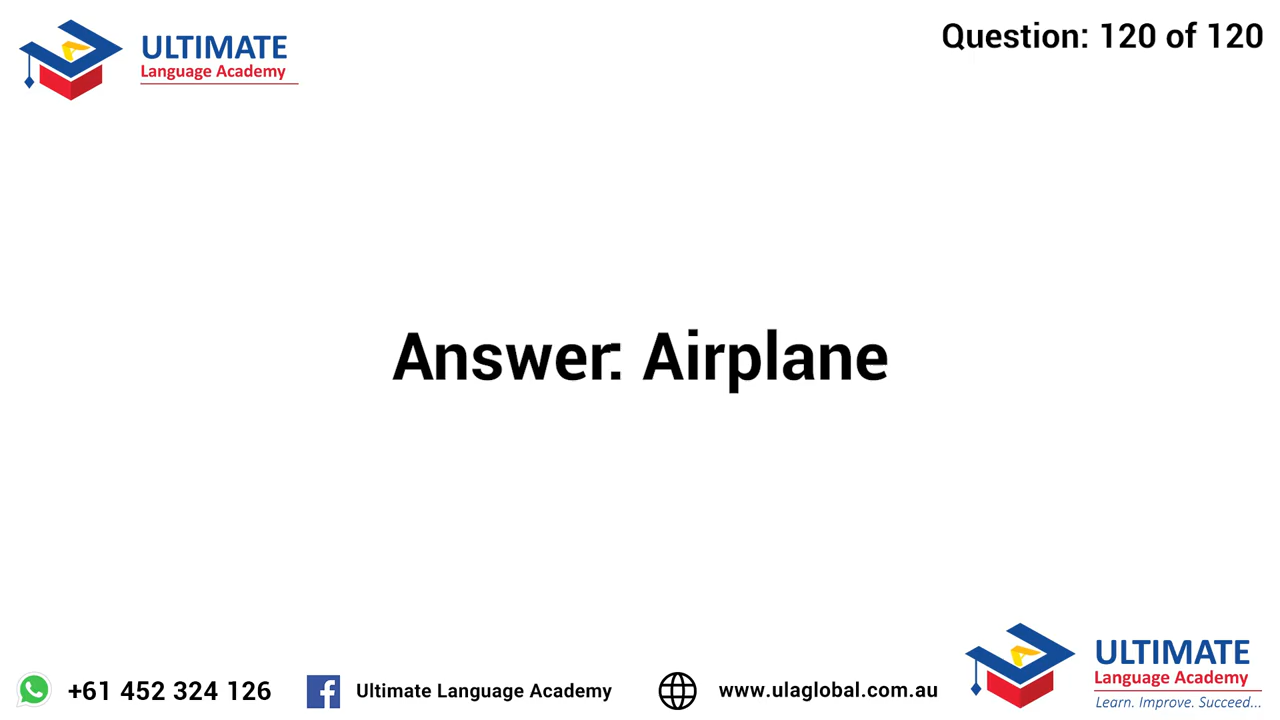 ULTIMATE
Language Academy
Question: 120 of 120
Answer: Airplane
+61 452 324 126
Ultimate Language Academy
www.ulaglobal.com.au
ULTIMATE
Language Academy
Learn. Improve. Succeed...